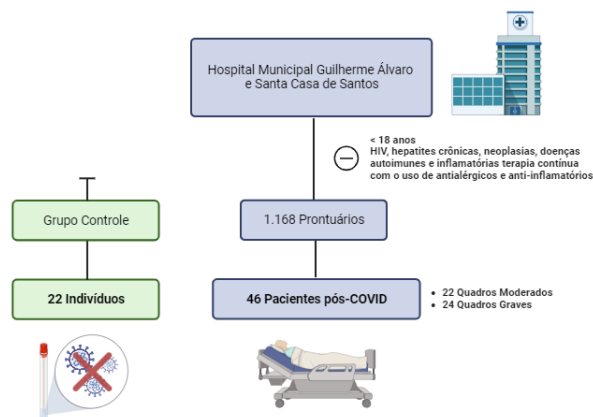 Hospital Municipal Guilherme Álvaro
e Santa Casa de Santos
< 18 anos
HIV, hepatites crônicas, neoplasias, doenças
autoimunes e inflamatórias terapia contínua
com o uso de antialérgicos e anti-inflamatórios
Grupo Controle
1.168 Prontuários
22 Indivíduos
46 Pacientes pós-COVID
• 22 Quadros Moderados
• 24 Quadros Graves